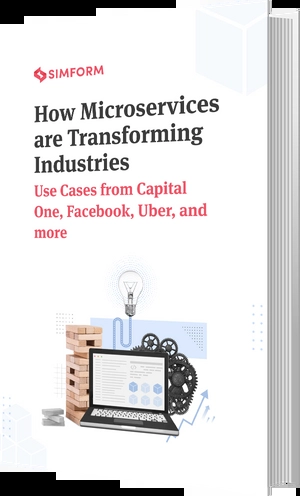 SIMFORM
How Microservices
are Transforming
Industries
Use Cases from Capital
One, Facebook, Uber, and
more